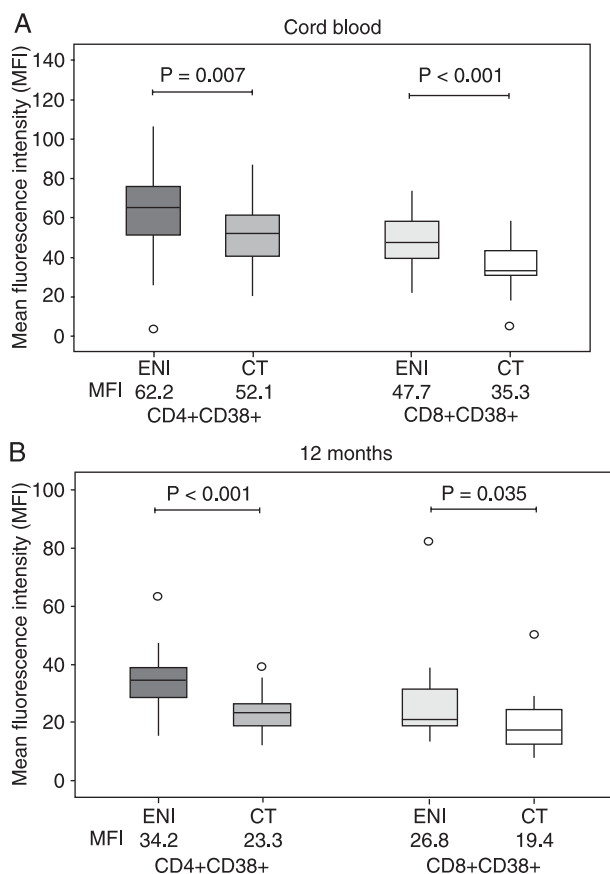 A
Cord blood
Mean fluorescence intensity (MFI)
140
120
100
80
60
40
20
0
P = 0.007
P < 0.001
ENI CT ENI CT
MFI 62.2 52.1 47.7 35.3
CD4+CD38+ CD8+CD38+
B
12 months
Mean fluorescence intensity (MFI)
100
80
60
40
20
0
P < 0.001
P = 0.035
ENI CT ENI CT
MFI 34.2 23.3 26.8 19.4
CD4+CD38+ CD8+CD38+